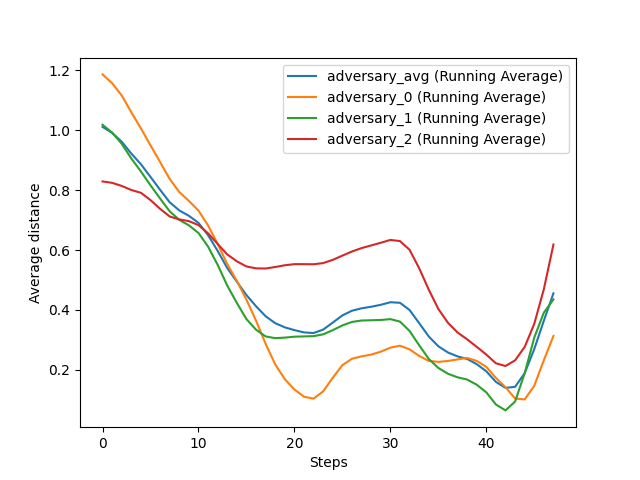 adversary_avg (Running Average)
adversary_0 (Running Average)
adversary_1 (Running Average)
adversary_2 (Running Average)
1.2
1.0
0.8
0.6
0.4
0.2
Average distance
0 10 20 30 40
Steps